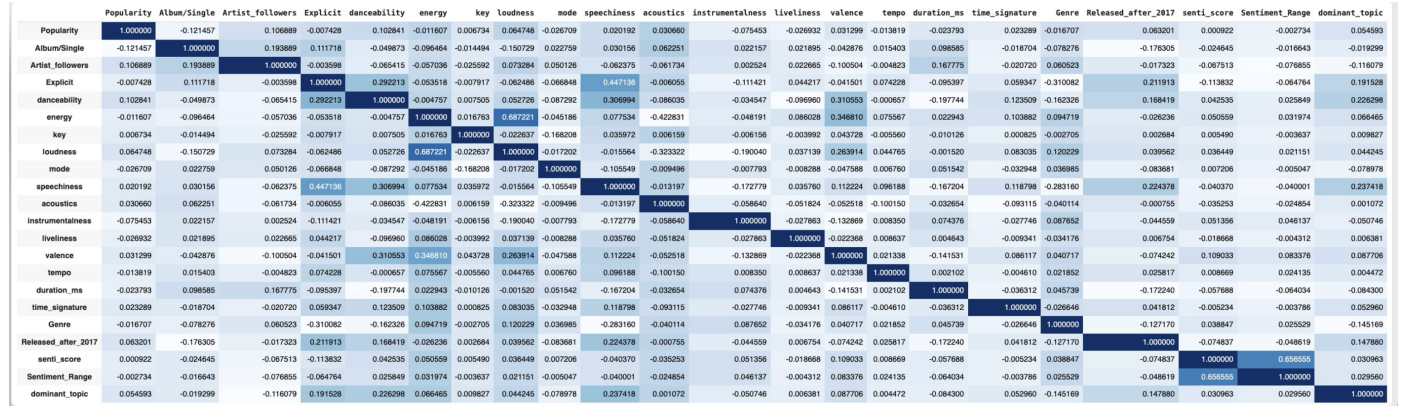 Popularity Album/Single Artist_followers Explicit danceability energy key loudness mode speechiness acoustics instrumentalness liveliness valence tempo duration_ms time_signature Genre Released_after_2017 senti_score Sentiment_Range dominant_topic
Popularity 1.000000 -0.121457 0.106889 -0.007428 0.102841 -0.011607 0.006734 0.064748 -0.026709 0.020192 0.030660 -0.075453 -0.026932 0.031299 -0.013819 -0.023793 0.023289 -0.016707 0.063201 0.000922 -0.002734 0.054593
Album/Single -0.121457 1.000000 0.193889 0.111718 -0.049873 -0.096464 -0.014494 -0.150729 0.022759 0.030156 0.062251 0.022157 0.021895 -0.042876 0.015403 0.098585 -0.018704 -0.078276 -0.176305 -0.024645 -0.016643 -0.019299
Artist_followers 0.106889 0.193889 1.000000 -0.003598 -0.065415 -0.057036 -0.025592 0.073284 0.050126 -0.062375 -0.061734 0.002524 0.022665 -0.100504 -0.004823 0.167775 -0.020720 0.060523 -0.017323 -0.067513 -0.076855 -0.116079
Explicit -0.007428 0.111718 -0.003598 1.000000 0.292213 -0.053518 -0.007917 -0.062486 -0.066848 0.447136 -0.006055 -0.111421 0.044217 -0.041501 0.074228 -0.095397 0.059347 -0.310082 0.211913 -0.113832 -0.064764 0.191528
danceability 0.102841 -0.049873 -0.065415 0.292213 1.000000 -0.004757 0.007505 0.052726 -0.087292 0.306994 -0.086035 -0.034547 -0.096960 0.310553 -0.000657 -0.197744 0.123509 -0.162326 0.168419 0.042535 0.025849 0.226298
energy -0.011607 -0.096464 -0.057036 -0.053518 -0.004757 1.000000 0.016763 0.687221 -0.045186 0.077534 -0.422831 -0.048191 0.086028 0.346810 0.075567 0.022943 0.103882 0.094719 -0.026236 0.050559 0.031974 0.066465
key 0.006734 -0.014494 -0.025592 -0.007917 0.007505 0.016763 1.000000 -0.022637 -0.168208 0.035972 0.006159 -0.006156 -0.003992 0.043728 -0.005560 -0.010126 0.000825 -0.002705 0.002684 0.005490 -0.003637 0.009827
loudness 0.064748 -0.150729 0.073284 -0.062486 0.052726 0.687221 -0.022637 1.000000 -0.017202 -0.015564 -0.323322 -0.190040 0.037139 0.263914 0.044765 -0.001520 0.083035 0.120229 0.039562 0.036449 0.021151 0.044245
mode -0.026709 0.022759 0.050126 -0.066848 -0.087292 -0.045186 -0.168208 -0.017202 1.000000 -0.105549 -0.009496 -0.007793 -0.008288 -0.047588 0.006760 0.051542 -0.032948 0.036985 -0.083681 0.007206 -0.005047 -0.078978
speechiness 0.020192 0.030156 -0.062375 0.447136 0.306994 0.077534 0.035972 -0.015564 -0.105549 1.000000 -0.013197 -0.172779 0.035760 0.112224 0.096188 -0.167204 0.118798 -0.283160 0.224378 -0.040370 -0.040001 0.237418
acoustics 0.030660 0.062251 -0.061734 -0.006055 -0.086035 -0.422831 0.006159 -0.323322 -0.009496 -0.013197 1.000000 -0.058640 -0.051824 -0.052518 -0.100150 -0.032654 -0.093115 -0.040114 -0.000755 -0.035253 -0.024854 0.001072
instrumentalness -0.075453 0.022157 0.002524 -0.111421 -0.034547 -0.048191 -0.006156 -0.190040 -0.007793 -0.172779 -0.058640 1.000000 -0.027863 -0.132869 0.008350 0.074376 -0.027746 0.087652 -0.044559 0.051356 0.046137 -0.050746
liveliness -0.026932 0.021895 0.022665 0.044217 -0.096960 0.086028 -0.003992 0.037139 -0.008288 0.035760 -0.051824 -0.027863 1.000000 -0.022368 0.008637 0.004643 -0.009341 -0.034176 0.006754 -0.018668 -0.004312 0.006381
valence 0.031299 -0.042876 -0.100504 -0.041501 0.310553 0.346810 0.043728 0.263914 -0.047588 0.112224 -0.052518 -0.132869 -0.022368 1.000000 0.021338 -0.141531 0.086117 0.040717 -0.074242 0.109033 0.083376 0.087706
tempo -0.013819 0.015403 -0.004823 0.074228 -0.000657 0.075567 -0.005560 0.044765 0.006760 0.096188 -0.100150 0.008350 0.008637 0.021338 1.000000 0.002102 -0.004610 0.021852 0.025817 0.008669 0.024135 0.004472
duration_ms -0.023793 0.098585 0.167775 -0.095397 -0.197744 0.022943 -0.010126 -0.001520 0.051542 -0.167204 -0.032654 0.074376 0.004643 -0.141531 0.002102 1.000000 -0.036312 0.045739 -0.172240 -0.057688 -0.064034 -0.084300
time_signature 0.023289 -0.018704 -0.020720 0.059347 0.123509 0.103882 0.000825 0.083035 -0.032948 0.118798 -0.093115 -0.027746 -0.009341 0.086117 -0.004610 -0.036312 1.000000 -0.026646 0.041812 -0.005234 -0.003786 0.052960
Genre -0.016707 -0.078276 0.060523 -0.310082 -0.162326 0.094719 -0.002705 0.120229 0.036985 -0.283160 -0.040114 0.087652 -0.034176 0.040717 0.021852 0.045739 -0.026646 1.000000 -0.127170 0.038847 0.025529 -0.145169
Released_after_2017 0.063201 -0.176305 -0.017323 0.211913 0.168419 -0.026236 0.002684 0.039562 -0.083681 0.224378 -0.000755 -0.044559 0.006754 -0.074242 0.025817 -0.172240 0.041812 -0.127170 1.000000 -0.074837 -0.048619 0.147880
senti_score 0.000922 -0.024645 -0.067513 -0.113832 0.042535 0.050559 0.005490 0.036449 0.007206 -0.040370 -0.035253 0.051356 -0.018668 0.109033 0.008669 -0.057688 -0.005234 0.038847 -0.074837 1.000000 0.656555 0.030963
Sentiment_Range -0.002734 -0.016643 -0.076855 -0.064764 0.025849 0.031974 -0.003637 0.021151 -0.005047 -0.040001 -0.024854 0.046137 -0.004312 0.083376 0.024135 -0.064034 -0.003786 0.025529 -0.048619 0.656555 1.000000 0.029560
dominant_topic 0.054593 -0.019299 -0.116079 0.191528 0.226298 0.066465 0.009827 0.044245 -0.078978 0.237418 0.001072 -0.050746 0.006381 0.087706 0.004472 -0.084300 0.052960 -0.145169 0.147880 0.030963 0.029560 1.000000